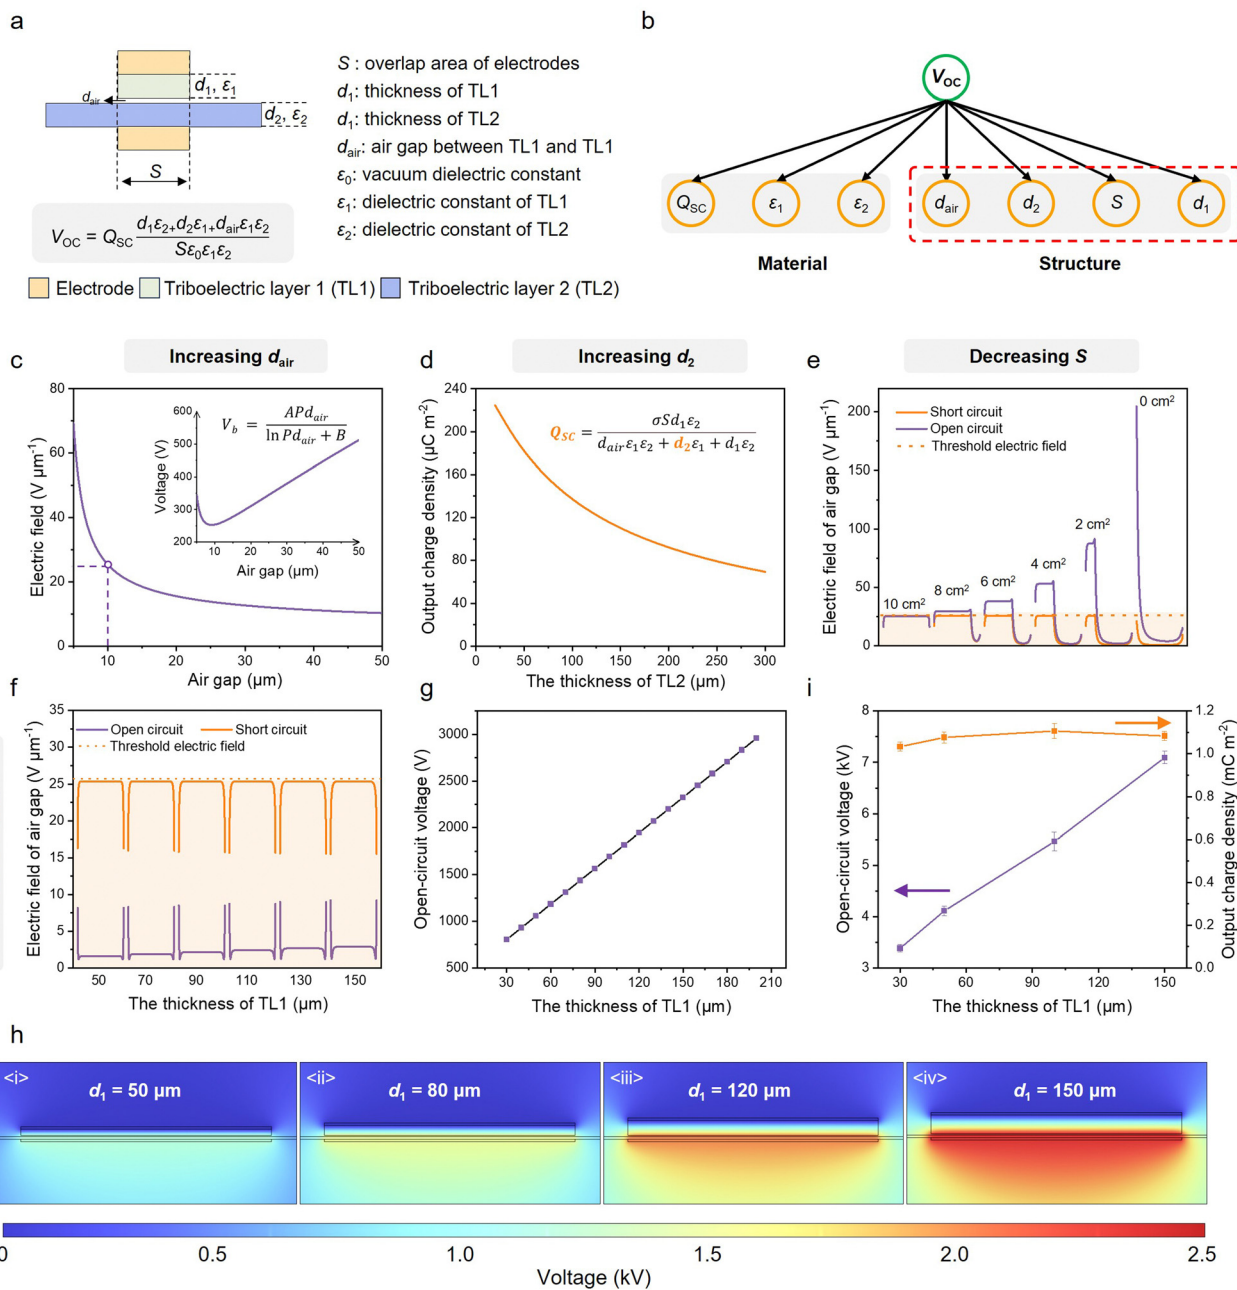 a
d₁, ε₁
d_air
d₂, ε₂
S
S : overlap area of electrodes
d₁: thickness of TL1
d₁: thickness of TL2
d_air: air gap between TL1 and TL1
ε₀: vacuum dielectric constant
ε₁: dielectric constant of TL1
ε₂: dielectric constant of TL2
V_OC = Q_SC (d₁ε₂+d₂ε₁+d_airε₁ε₂)/(Sε₀ε₁ε₂)
Electrode Triboelectric layer 1 (TL1) Triboelectric layer 2 (TL2)
b
V_OC
Q_SC ε₁ ε₂ d_air d₂ S d₁
Material Structure
c
Increasing d_air
80
60
40
20
0
Electric field (V μm⁻¹)
V_b = APd_air/(ln Pd_air + B)
600
500
400
300
200
Voltage (V)
10 20 30 40 50
Air gap (μm)
10 20 30 40 50
Air gap (μm)
d
Increasing d₂
240
200
160
120
80
40
0
Output charge density (μC m⁻²)
Q_SC = σSd₁ε₂/(d_airε₁ε₂ + d₂ε₁ + d₁ε₂)
0 50 100 150 200 250 300
The thickness of TL2 (μm)
e
Decreasing S
200
150
100
50
0
Electric field of air gap (V μm⁻¹)
Short circuit
Open circuit
Threshold electric field
10 cm² 8 cm² 6 cm² 4 cm² 2 cm² 0 cm²
f
35
30
25
20
15
10
5
0
Electric field of air gap (V μm⁻¹)
Open circuit Short circuit
Threshold electric field
50 70 90 110 130 150
The thickness of TL1 (μm)
g
3000
2500
2000
1500
1000
500
Open-circuit voltage (V)
30 60 90 120 150 180 210
The thickness of TL1 (μm)
i
8
7
6
5
4
3
Open-circuit voltage (kV)
1.2
1.0
0.8
0.6
0.4
0.2
0.0
Output charge density (mC m⁻²)
30 60 90 120 150
The thickness of TL1 (μm)
h
<i> d₁ = 50 μm
<ii> d₁ = 80 μm
<iii> d₁ = 120 μm
<iv> d₁ = 150 μm
0 0.5 1.0 1.5 2.0 2.5
Voltage (kV)